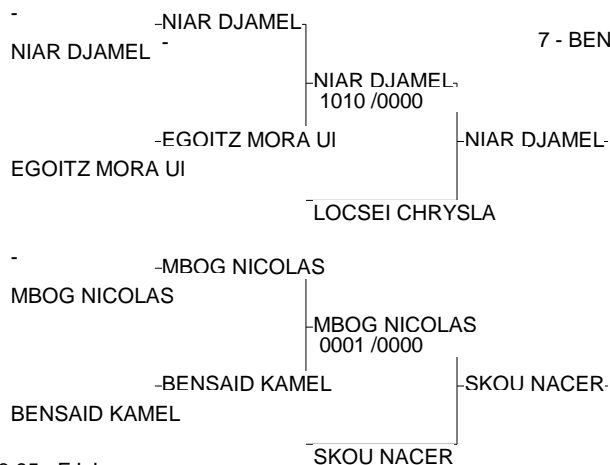 -
NIAR DJAMEL
NIAR DJAMEL
-
7 - BEN
NIAR DJAMEL
1010 /0000
EGOITZ MORA UI
NIAR DJAMEL
EGOITZ MORA UI
LOCSEI CHRYSLA
-
MBOG NICOLAS
MBOG NICOLAS
MBOG NICOLAS
0001 /0000
BENSAID KAMEL
SKOU NACER
BENSAID KAMEL
SKOU NACER